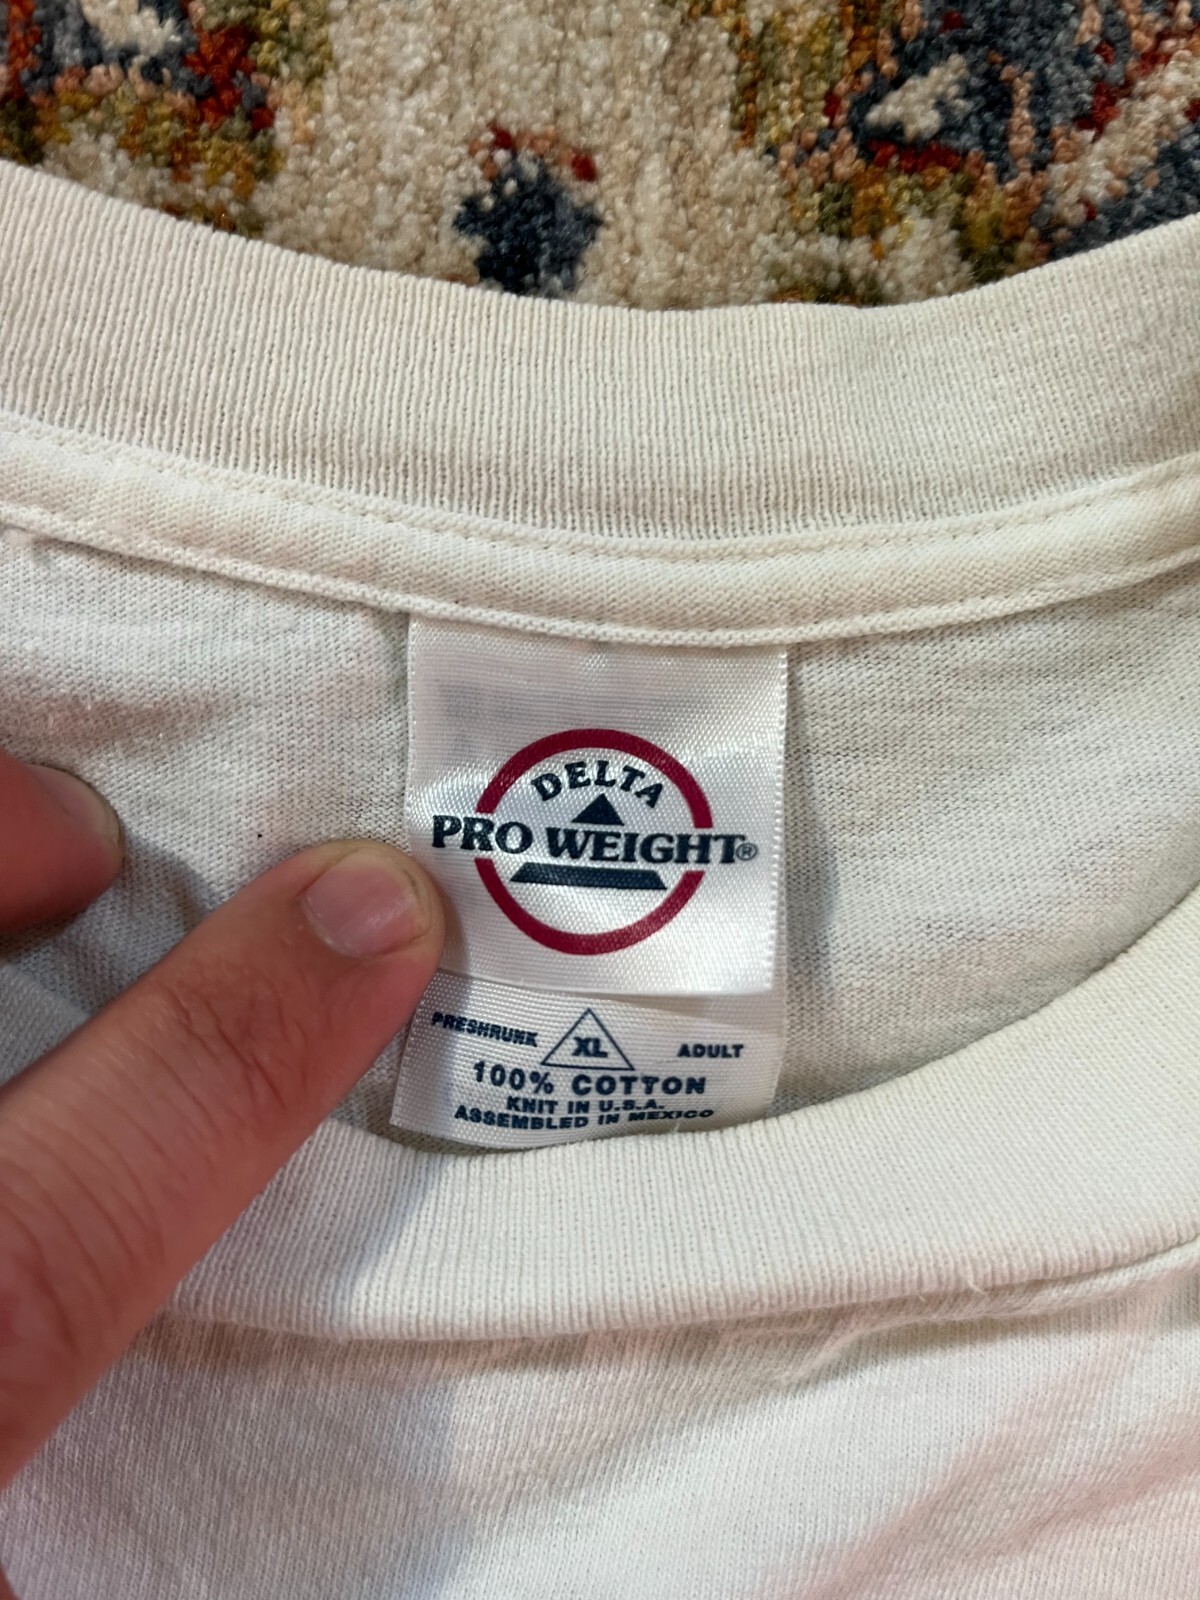 DELTA
PRO WEIGHT®
PRESHRUNK XL ADULT
100% COTTON
KNIT IN U.S.A.
ASSEMBLED IN MEXICO